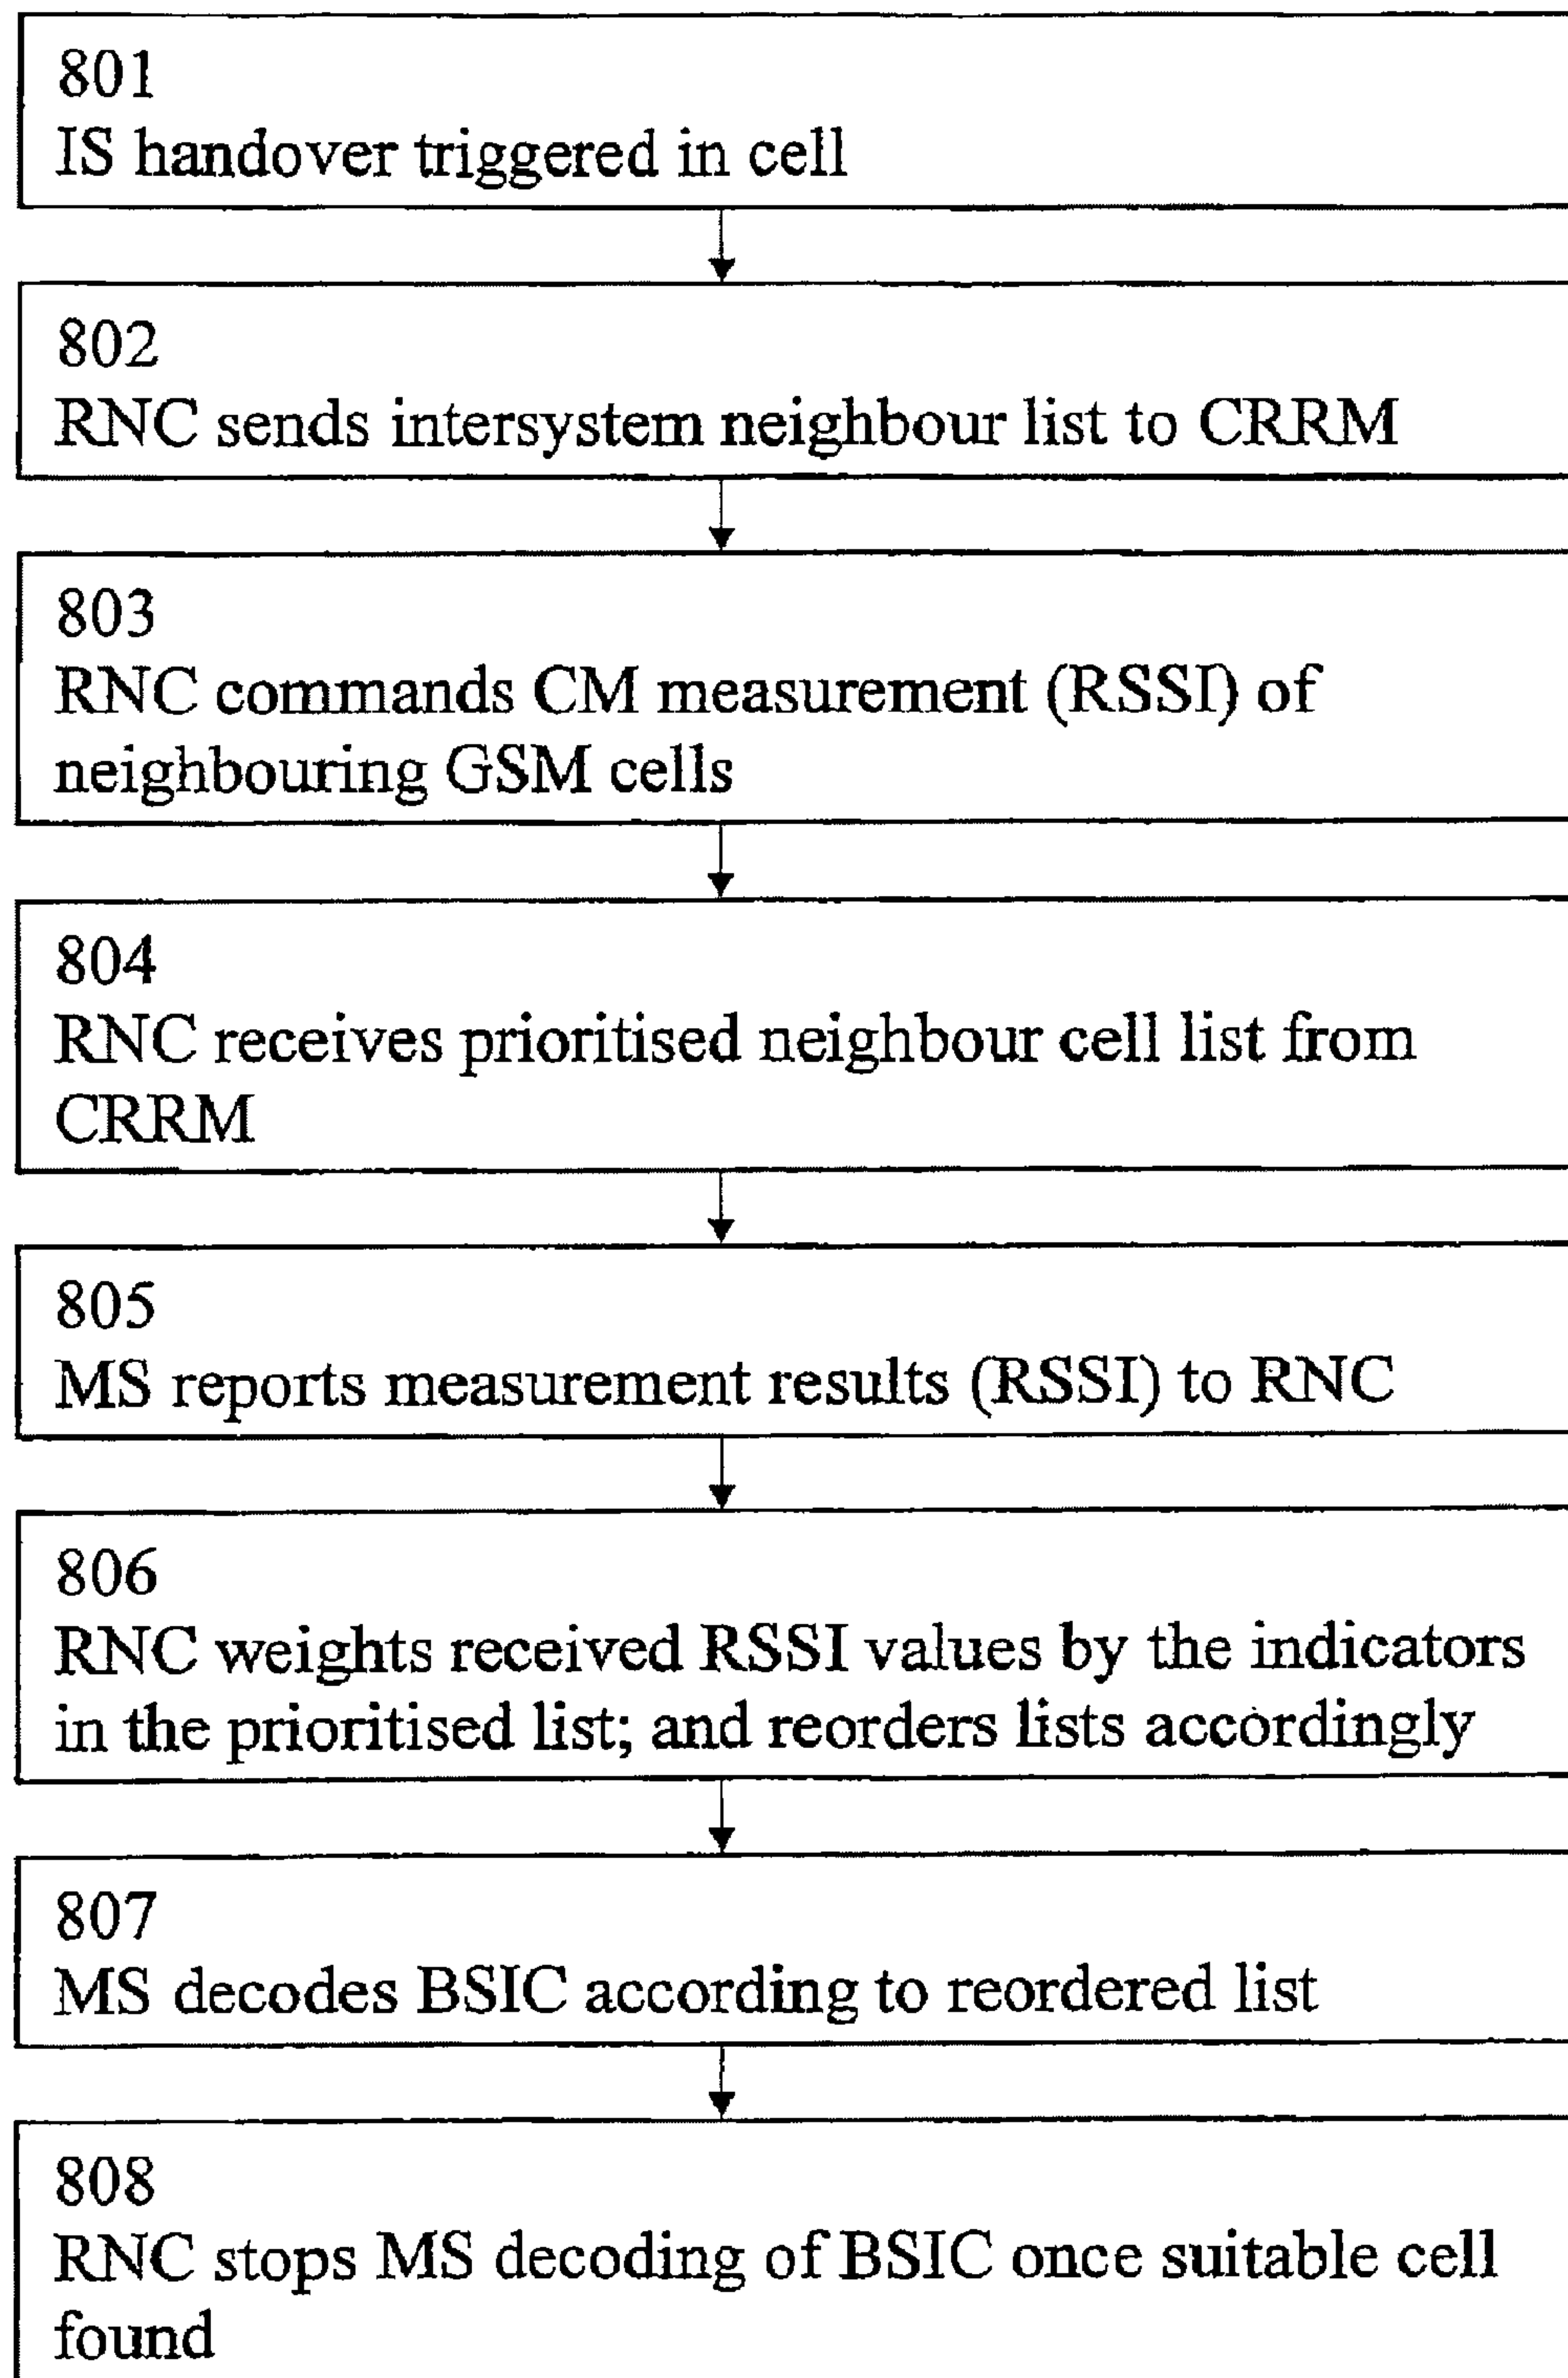 801
IS handover triggered in cell
802
RNC sends intersystem neighbour list to CRRM
803
RNC commands CM measurement (RSSI) of
neighbouring GSM cells
804
RNC receives prioritised neighbour cell list from
CRRM
805
MS reports measurement results (RSSI) to RNC
806
RNC weights received RSSI values by the indicators
in the prioritised list; and reorders lists accordingly
807
MS decodes BSIC according to reordered list
808
RNC stops MS decoding of BSIC once suitable cell
found